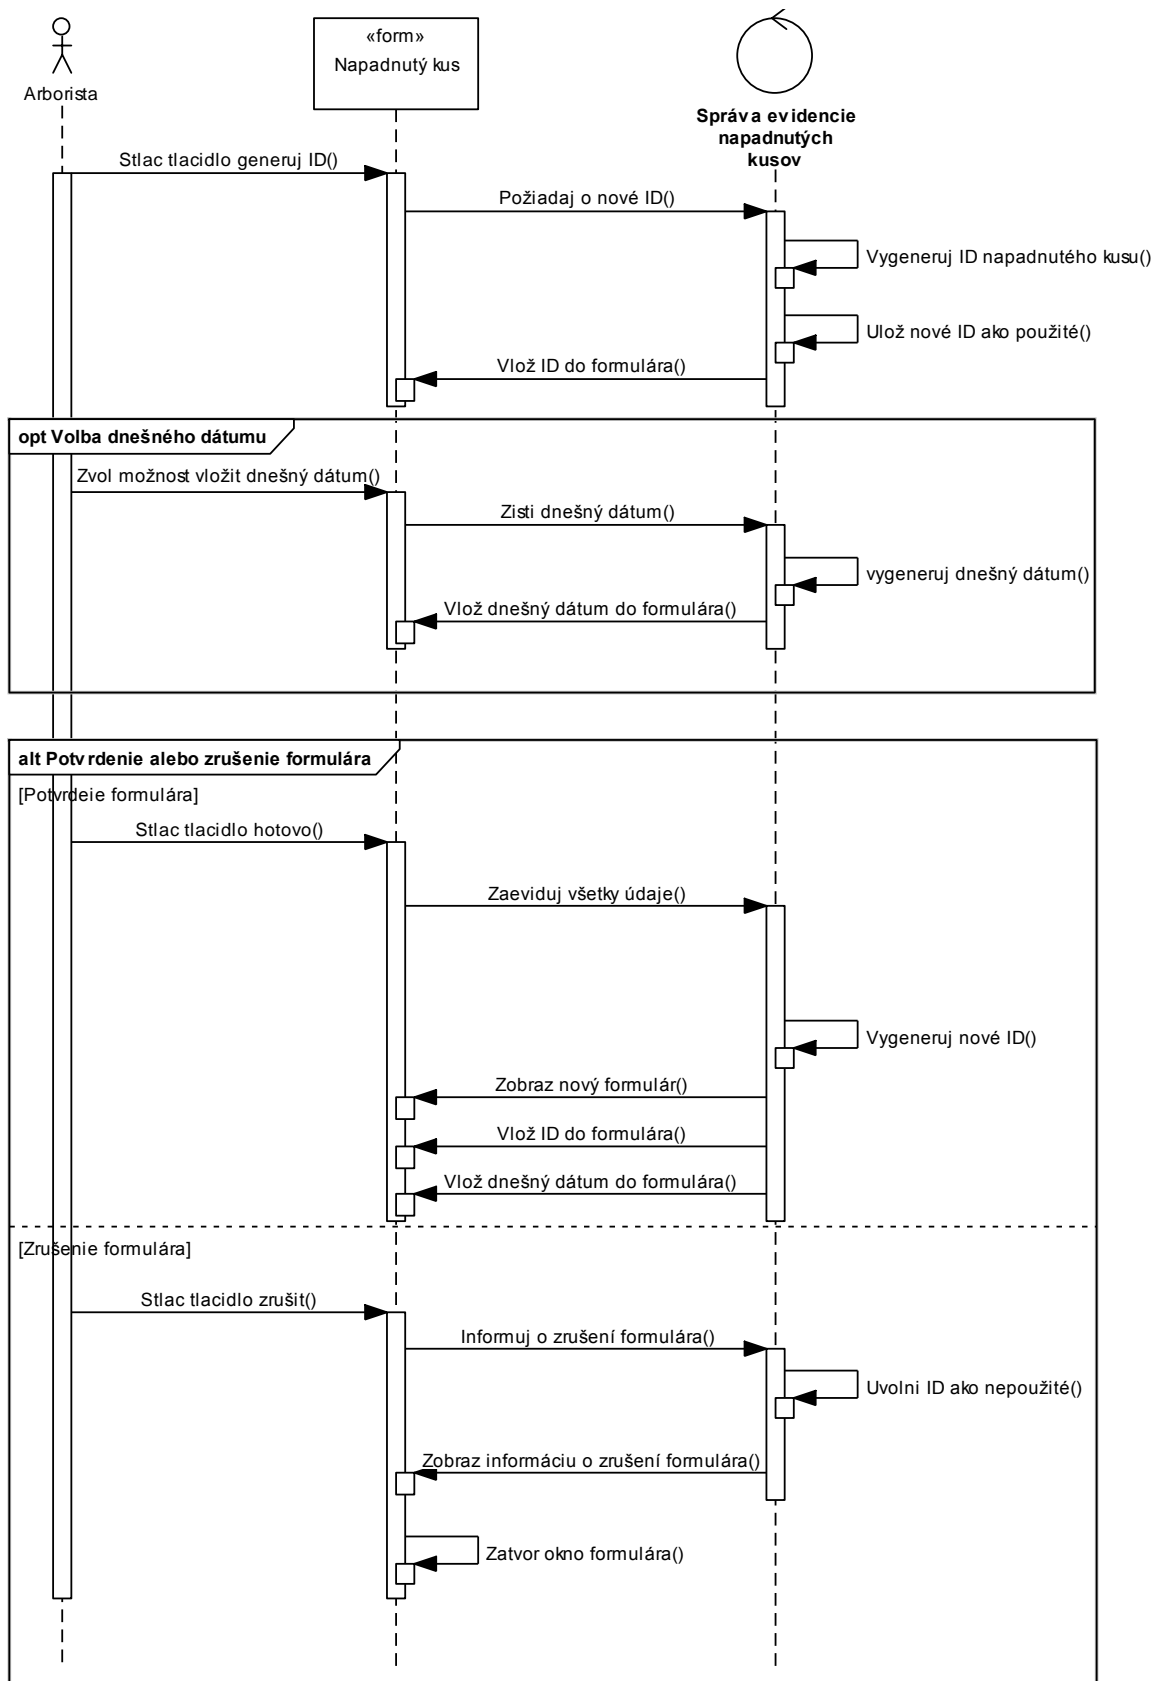 «form»
Napadnutý kus
Arborista
Správa evidencie
napadnutých
kusov
Stlac tlacidlo generuj ID()
Požiadaj o nové ID()
Vygeneruj ID napadnutého kusu()
Ulož nové ID ako použité()
Vlož ID do formulára()
opt Volba dnešného dátumu
Zvol možnost vložit dnešný dátum()
Zisti dnešný dátum()
vygeneruj dnešný dátum()
Vlož dnešný dátum do formulára()
alt Potvrdenie alebo zrušenie formulára
[Potvrdeie formulára]
Stlac tlacidlo hotovo()
Zaeviduj všetky údaje()
Vygeneruj nové ID()
Zobraz nový formulár()
Vlož ID do formulára()
Vlož dnešný dátum do formulára()
[Zrušenie formulára]
Stlac tlacidlo zrušit()
Informuj o zrušení formulára()
Uvolni ID ako nepoužité()
Zobraz informáciu o zrušení formulára()
Zatvor okno formulára()